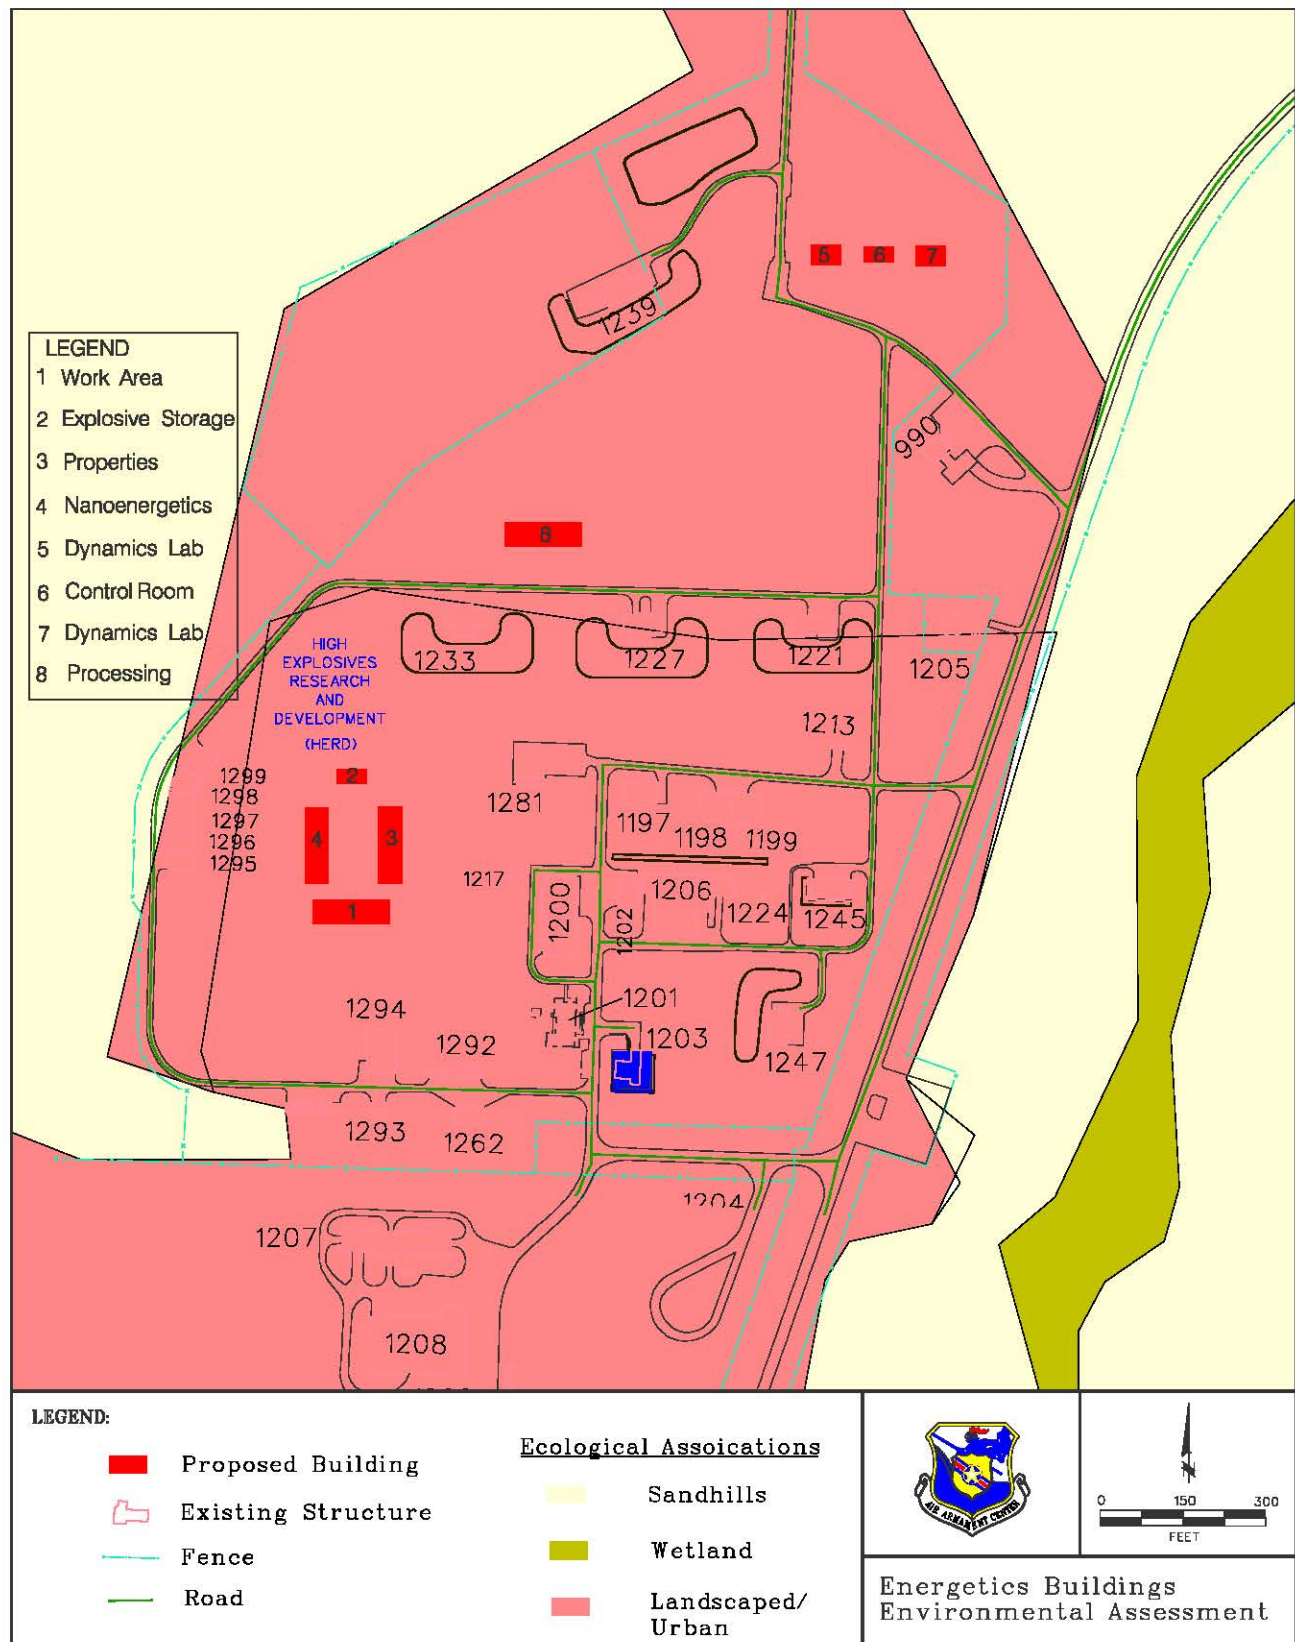 1239
5 6 7
LEGEND
1 Work Area
2 Explosive Storage
3 Properties
4 Nanoenergetics
5 Dynamics Lab
6 Control Room
7 Dynamics Lab
8 Processing
990
8
HIGH
EXPLOSIVES
RESEARCH
AND
DEVELOPMENT
(HERD)
1233
1227
1221
1205
1213
1299
1298
1297
1296
1295
2
4
3
1
1281
1197
1198
1199
1217
1200
1202
1206
1224
1245
1294
1292
1201
1203
1247
1293
1262
1204
1207
1208
LEGEND:
Proposed Building
Existing Structure
Fence
Road
Ecological Assoications
Sandhills
Wetland
Landscaped/
Urban
AIR ARMAMENT CENTER
0 150 300
FEET
Energetics Buildings
Environmental Assessment